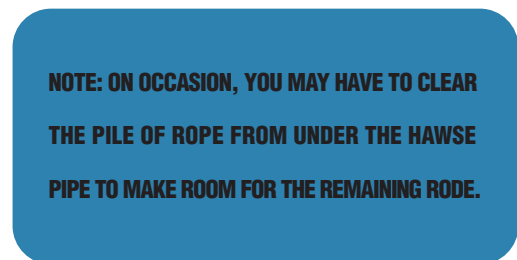 NOTE: ON OCCASION, YOU MAY HAVE TO CLEAR
THE PILE OF ROPE FROM UNDER THE HAWSE
PIPE TO MAKE ROOM FOR THE REMAINING RODE.